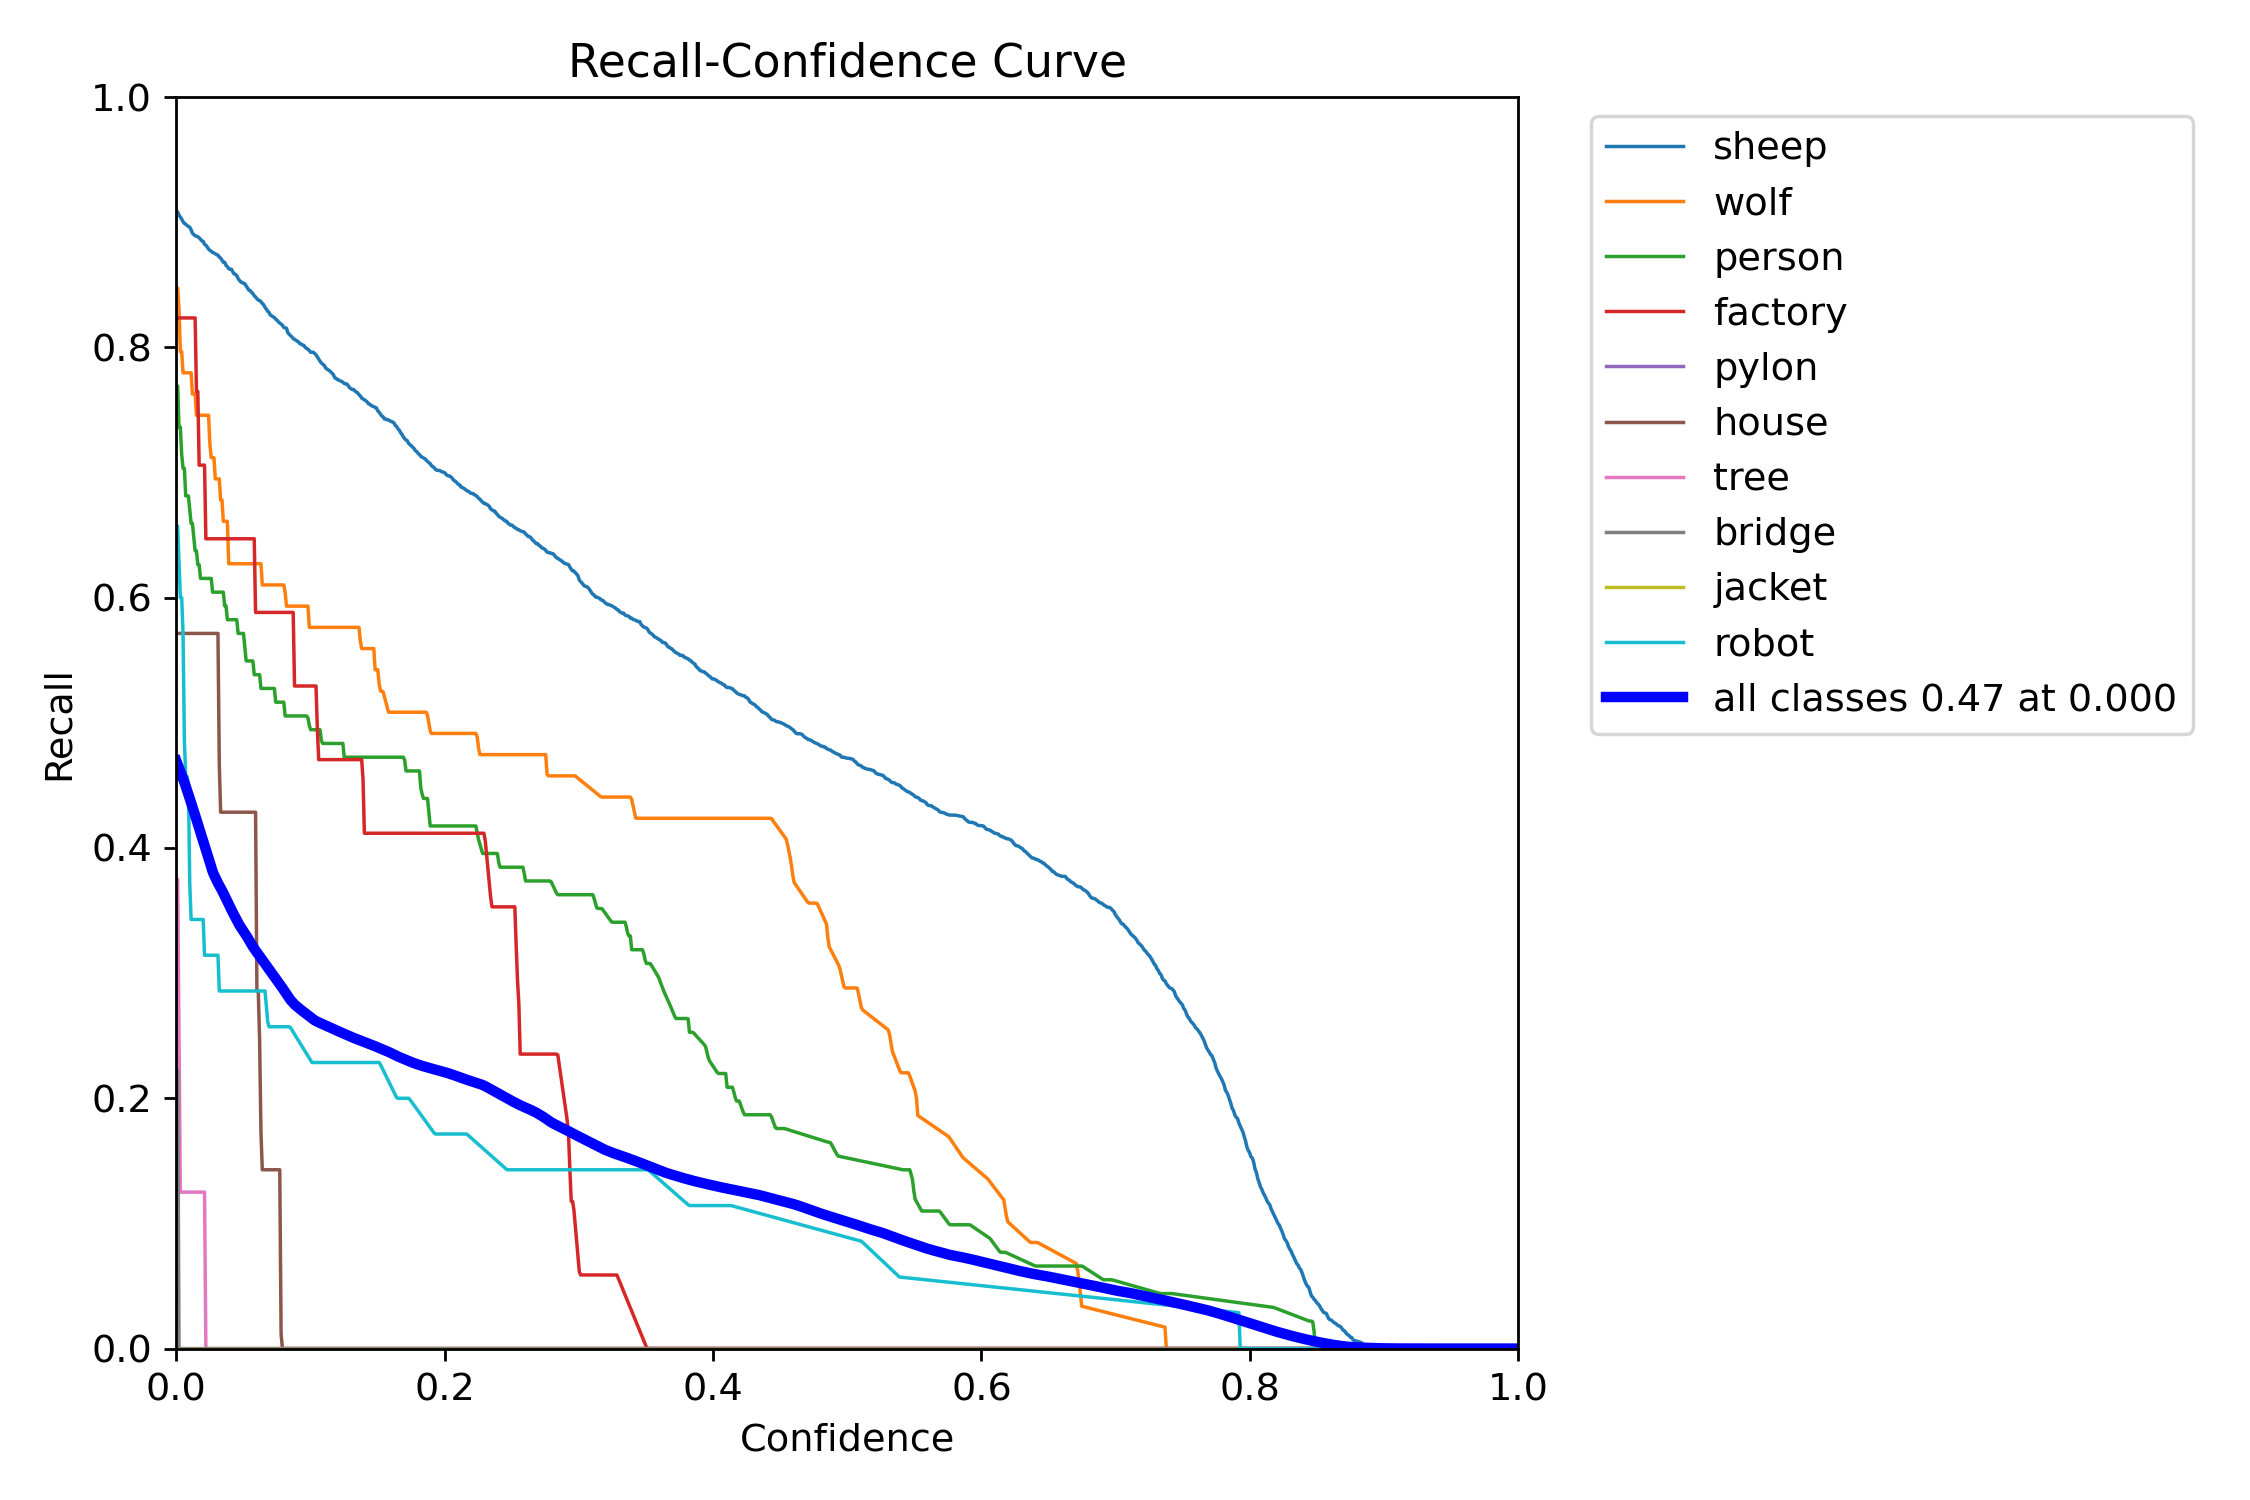 Recall-Confidence Curve
1.0
0.8
0.6
0.4
0.2
0.0
Recall
0.0 0.2 0.4 0.6 0.8 1.0
Confidence
sheep
wolf
person
factory
pylon
house
tree
bridge
jacket
robot
all classes 0.47 at 0.000